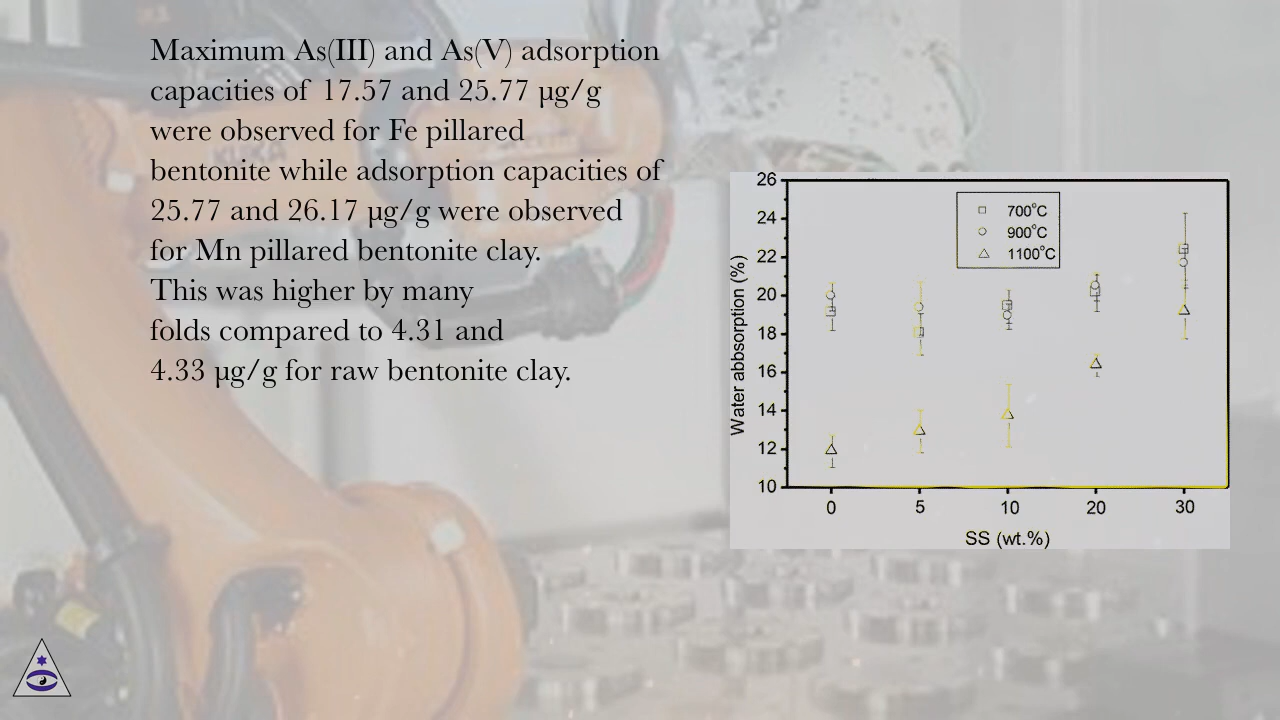 Maximum As(III) and As(V) adsorption
capacities of 17.57 and 25.77 µg/g
were observed for Fe pillared
bentonite while adsorption capacities of
25.77 and 26.17 µg/g were observed
for Mn pillared bentonite clay.
This was higher by many
folds compared to 4.31 and
4.33 µg/g for raw bentonite clay.
26
24
22
20
18
16
14
12
10
Water abbsorption (%)
700°C
900°C
1100°C
0 5 10 20 30
SS (wt.%)